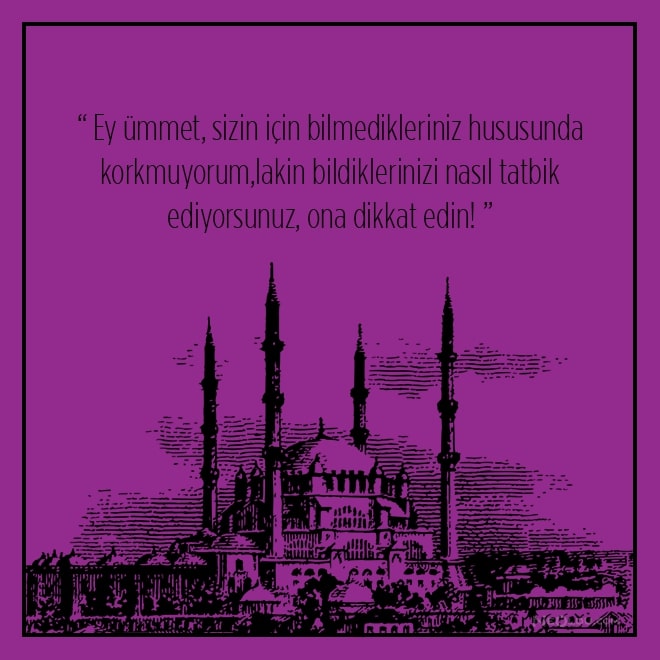 “ Ey ümmet, sizin için bilmedikleriniz hususunda
korkmuyorum,lakin bildiklerinizi nasıl tatbik
ediyorsunuz, ona dikkat edin! ”